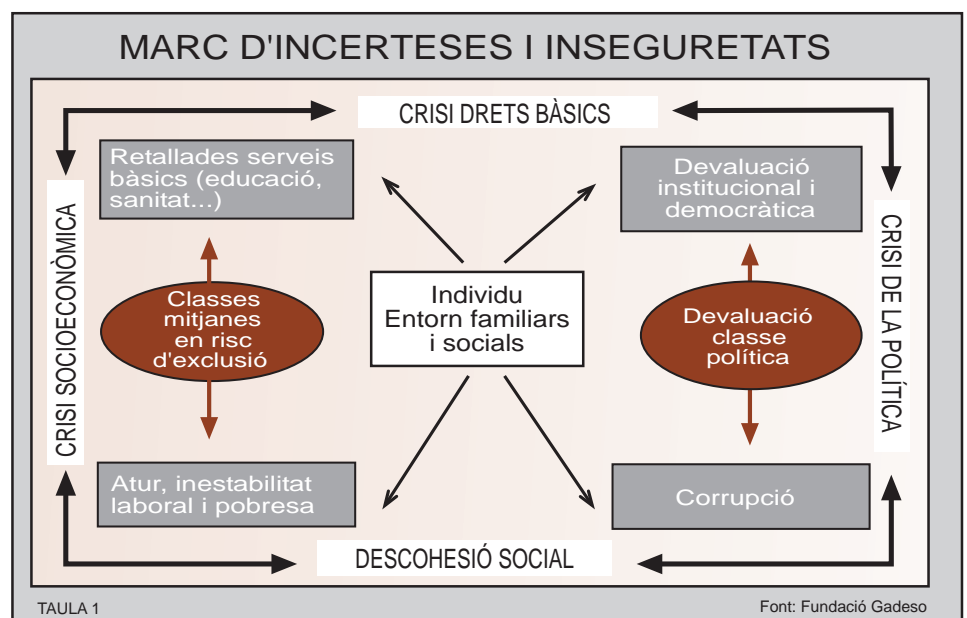 MARC D'INCERTESES I INSEGURETATS
CRISI DRETS BÀSICS
Retallades serveis
bàsics (educació,
sanitat...)
Devaluació
institucional i
democràtica
CRISI SOCIOECONÒMICA
Classes
mitjanes
en risc
d'exclusió
Individu
Entorn familiars
i socials
Devaluació
classe
política
CRISI DE LA POLÍTICA
Atur, inestabilitat
laboral i pobresa
Corrupció
DESCOHESIÓ SOCIAL
TAULA 1
Font: Fundació Gadeso